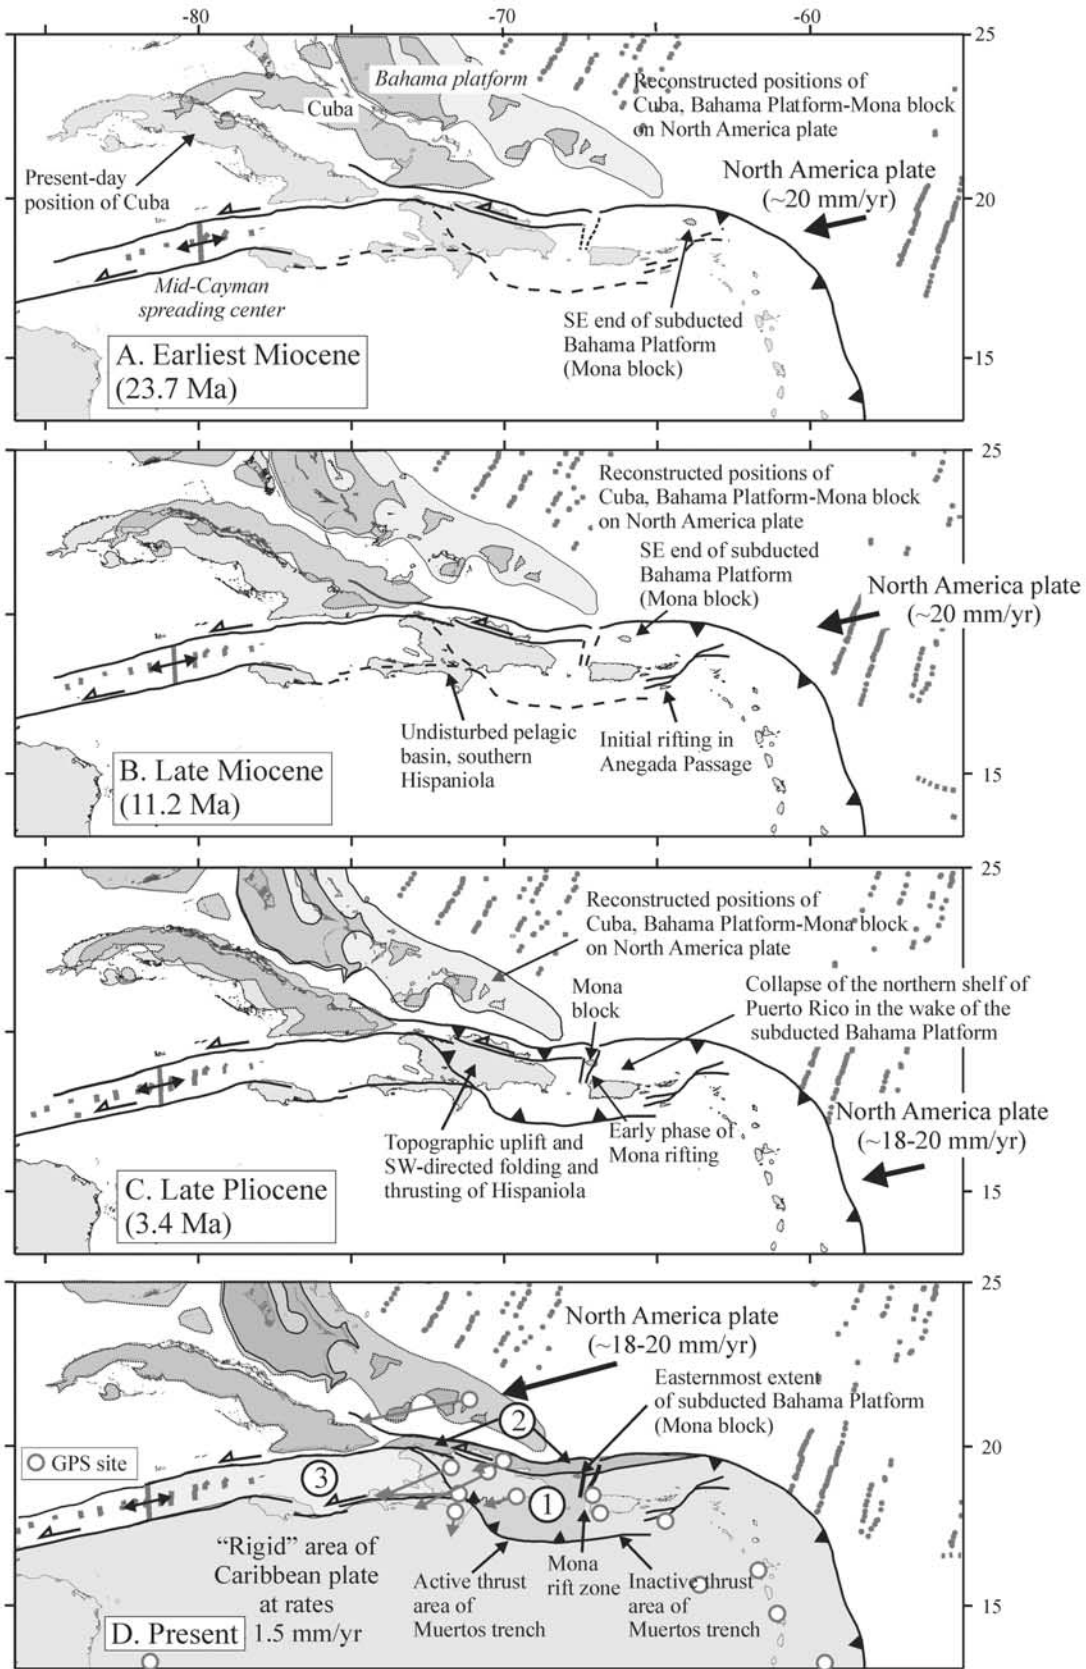 -80
-70
-60
25
Bahama platform
Cuba
Reconstructed positions of
Cuba, Bahama Platform-Mona block
on North America plate
Present-day
position of Cuba
North America plate
(~20 mm/yr)
20
Mid-Cayman
spreading center
SE end of subducted
Bahama Platform
(Mona block)
15
A. Earliest Miocene
(23.7 Ma)
25
Reconstructed positions of
Cuba, Bahama Platform-Mona block
on North America plate
SE end of subducted
Bahama Platform
(Mona block)
North America plate
(~20 mm/yr)
Undisturbed pelagic
basin, southern
Hispaniola
Initial rifting in
Anegada Passage
15
B. Late Miocene
(11.2 Ma)
25
Reconstructed positions of
Cuba, Bahama Platform-Mona block
on North America plate
Mona
block
Collapse of the northern shelf of
Puerto Rico in the wake of the
subducted Bahama Platform
North America plate
(~18-20 mm/yr)
Topographic uplift and
SW-directed folding and
thrusting of Hispaniola
Early phase of
Mona rifting
15
C. Late Pliocene
(3.4 Ma)
25
North America plate
(~18-20 mm/yr)
Easternmost extent
of subducted Bahama Platform
(Mona block)
2
20
GPS site
3
1
"Rigid" area of
Caribbean plate
at rates
1.5 mm/yr
Active thrust
area of
Muertos trench
Mona
rift zone
Inactive thrust
area of
Muertos trench
15
D. Present